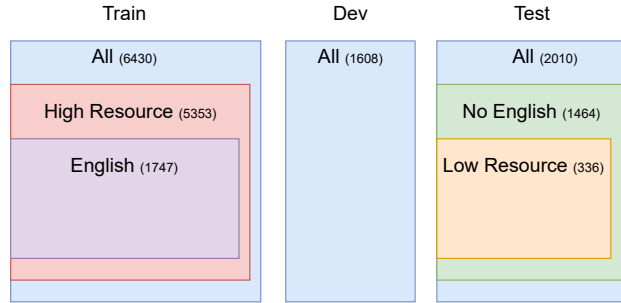 Train
Dev
Test
All (6430)
All (1608)
All (2010)
High Resource (5353)
No English (1464)
English (1747)
Low Resource (336)